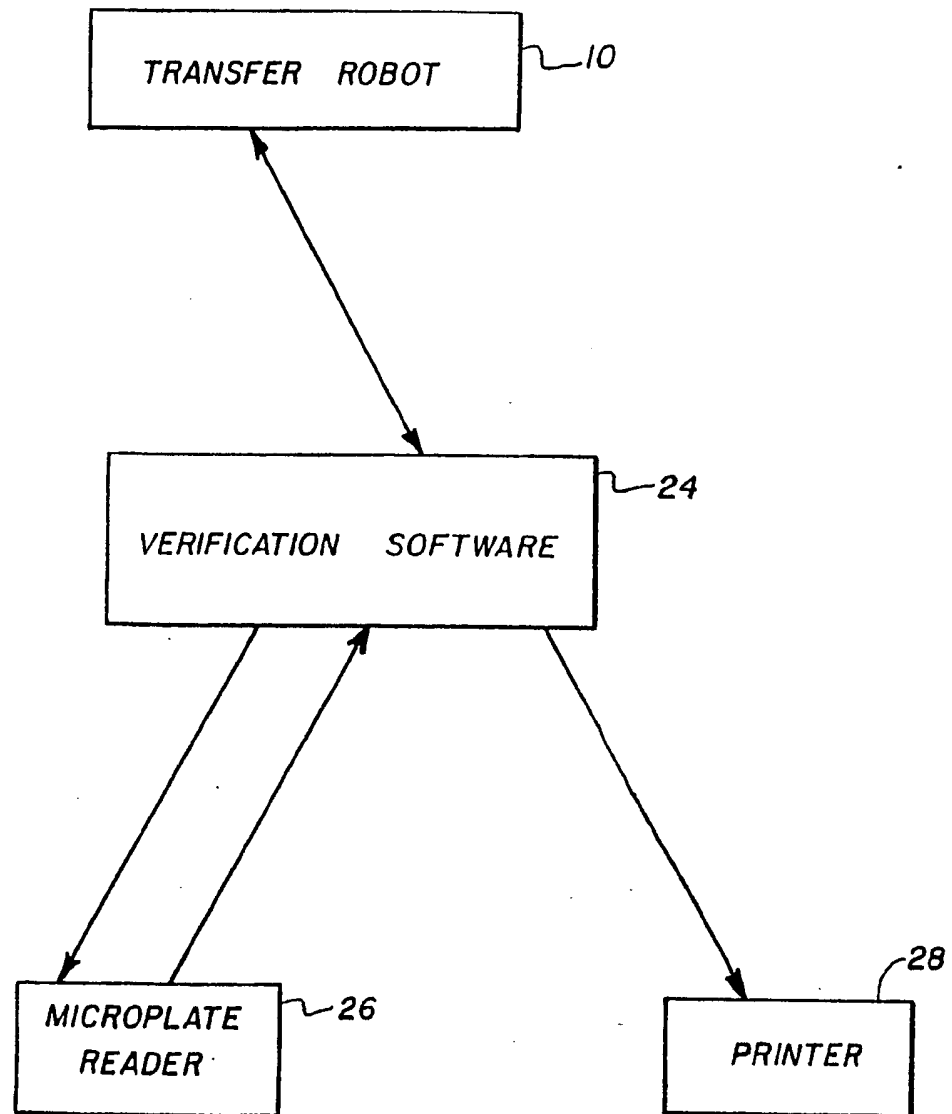 TRANSFER ROBOT
10
VERIFICATION SOFTWARE
24
MICROPLATE
READER
26
PRINTER
28